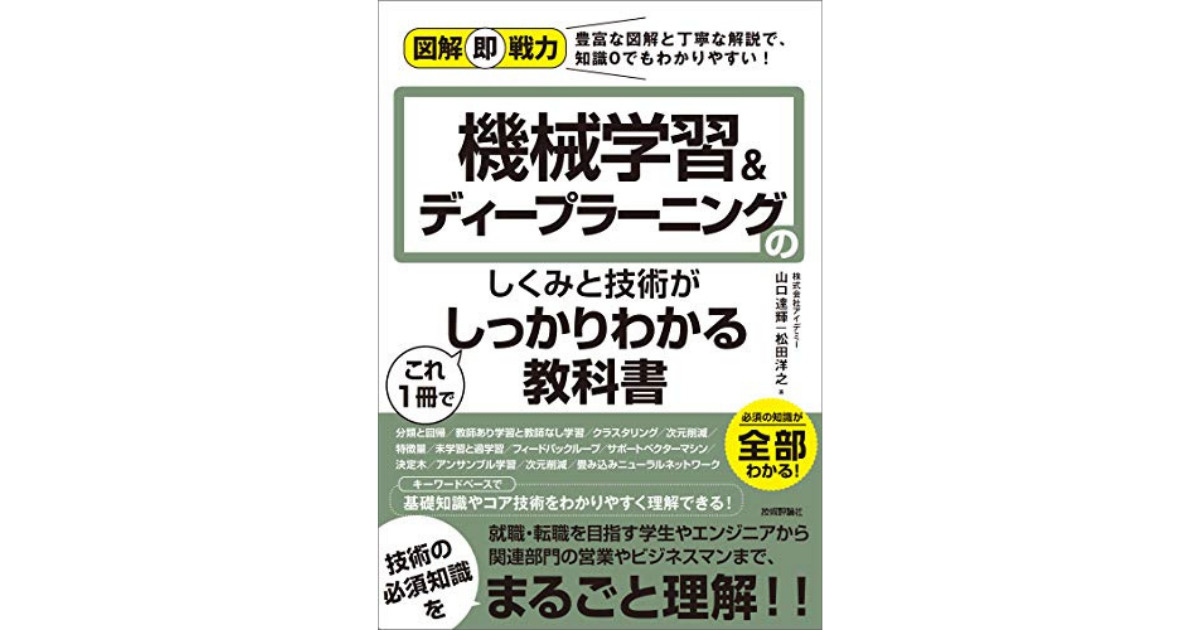 図解即戦力
豊富な図解と丁寧な解説で、
知識0でもわかりやすい！
機械学習&
ディープラーニングの
しくみと技術が
しっかりわかる
教科書
これ
1冊で
株式会社アイデミー
山口達輝 松田洋之 著
必須の知識が
全部
わかる！
分類と回帰／教師あり学習と教師なし学習／クラスタリング／次元削減／
特徴量／未学習と過学習／フィードバックループ／サポートベクターマシン／
決定木／アンサンブル学習／次元削減／畳み込みニューラルネットワーク
キーワードベースで
基礎知識やコア技術をわかりやすく理解できる！
技術評論社
技術の
必須知識
を
就職・転職を目指す学生やエンジニアから
関連部門の営業やビジネスマンまで、
まるごと理解！！